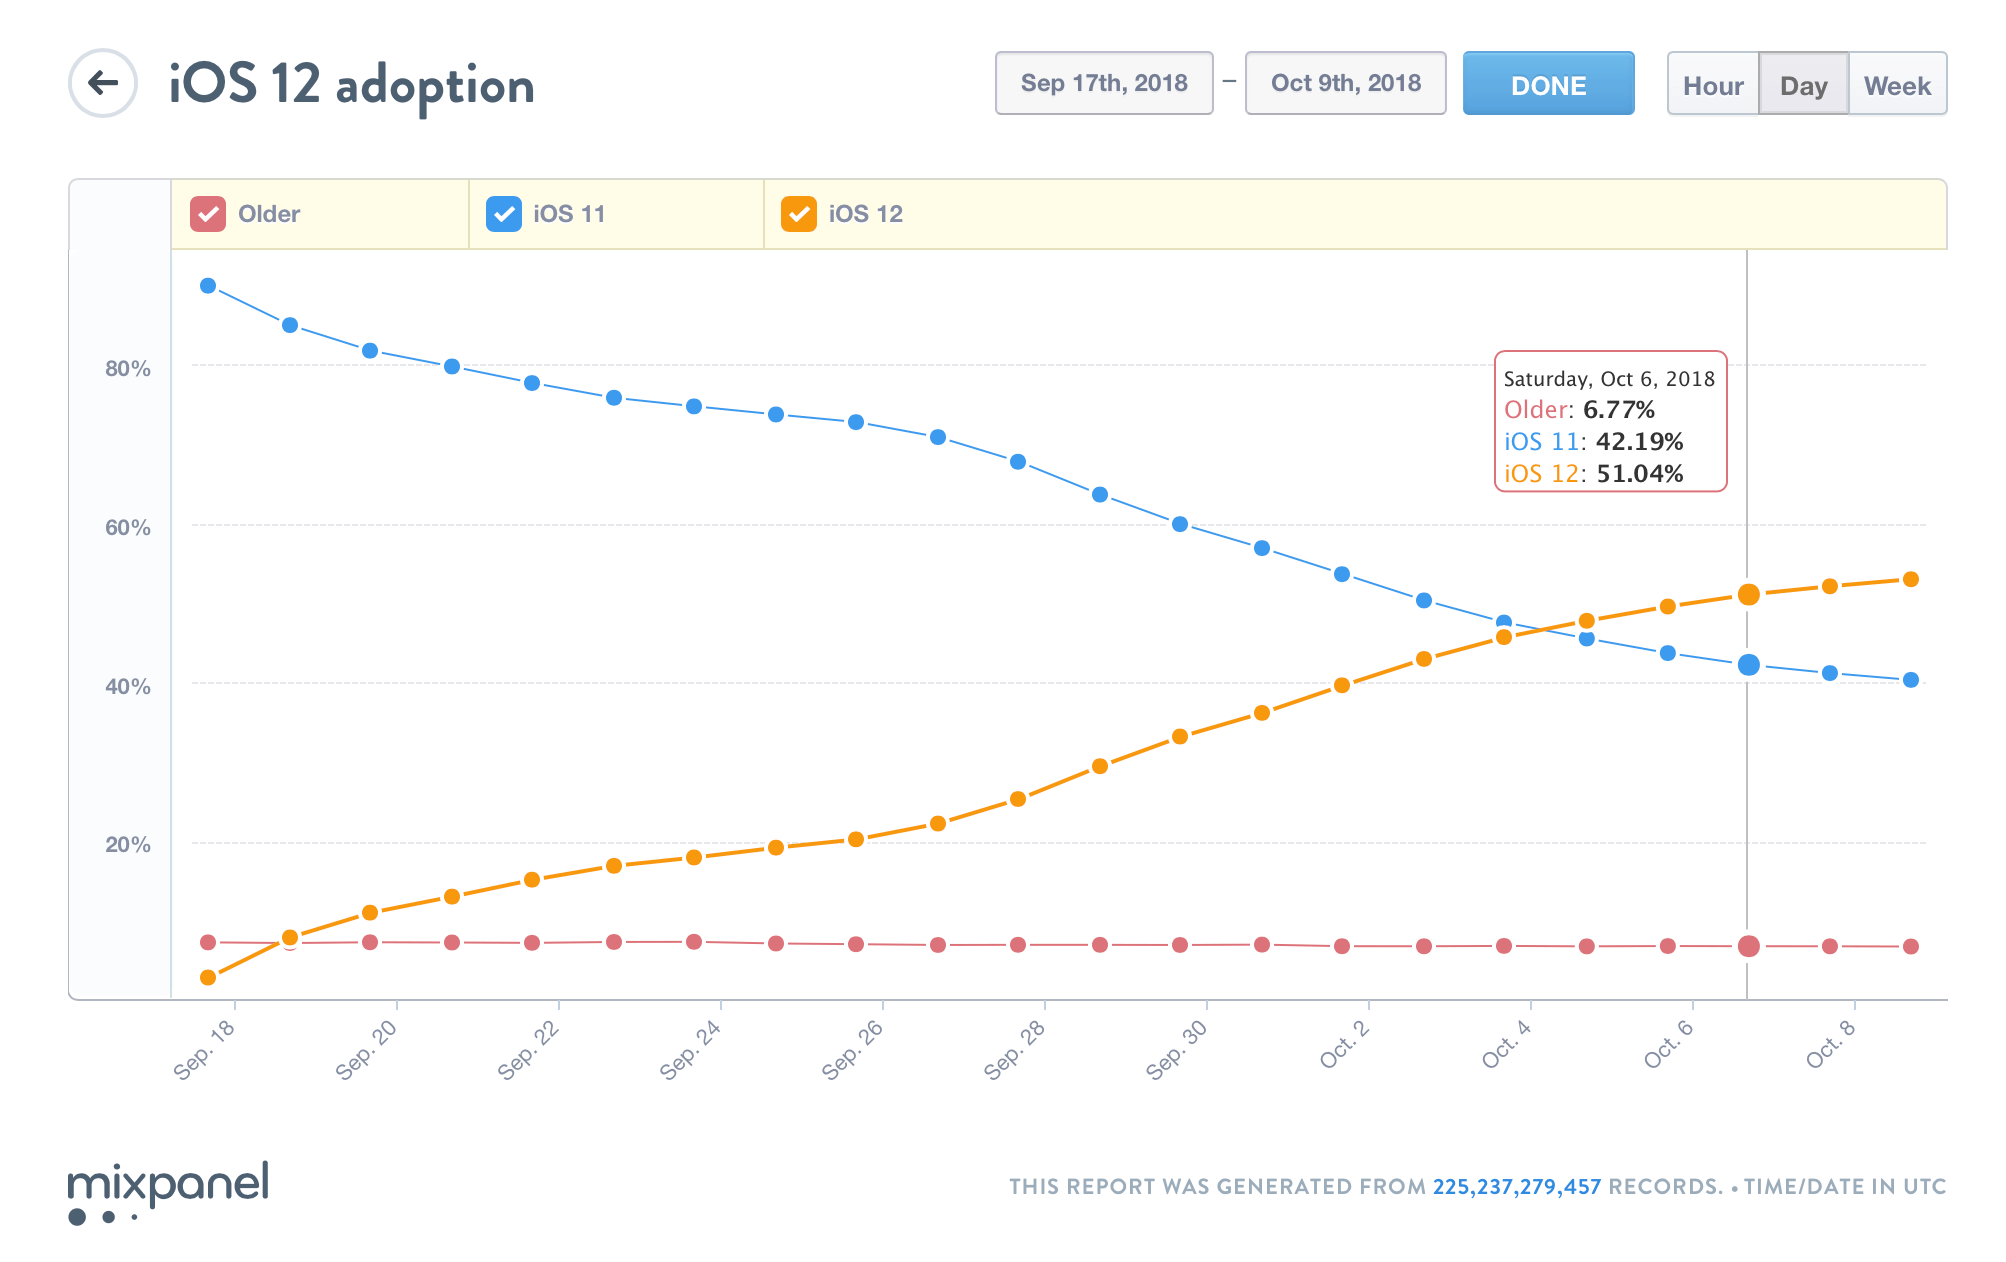 iOS 12 adoption
Sep 17th, 2018 – Oct 9th, 2018 DONE Hour Day Week
Older iOS 11 iOS 12
80%
60%
40%
20%
Saturday, Oct 6, 2018
Older: 6.77%
iOS 11: 42.19%
iOS 12: 51.04%
Sep. 18 Sep. 20 Sep. 22 Sep. 24 Sep. 26 Sep. 28 Sep. 30 Oct. 2 Oct. 4 Oct. 6 Oct. 8
mixpanel
THIS REPORT WAS GENERATED FROM 225,237,279,457 RECORDS. • TIME/DATE IN UTC